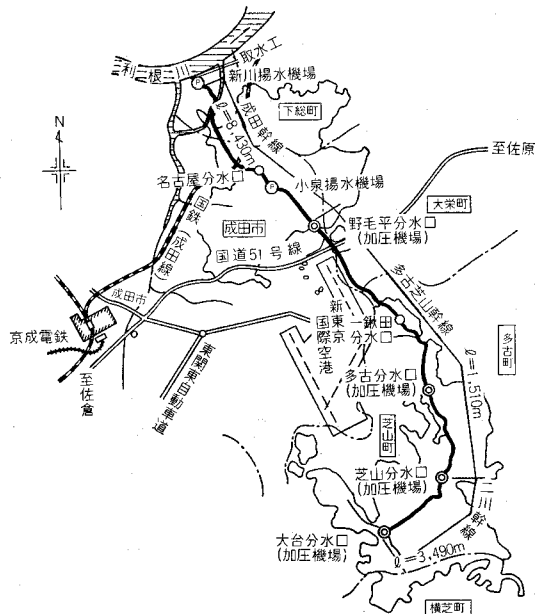 利根川
取水工
新川揚水機場
下総町
成田幹線
ℓ=8,430m
至佐原
N
名古屋分水口
小泉揚水機場
大栄町
国鉄(成田線)
成田市
野毛平分水口
(加圧機場)
国道51号線
成田市
多古芝山幹線
新東京国際空港
一鍬田分水口
京成電鉄
多古町
至佐倉
東関東自動車道
ℓ=1,510m
多古分水口
(加圧機場)
芝山町
芝山分水口
(加圧機場)
二川幹線
大台分水口
(加圧機場)
ℓ=3,490m
横芝町
P
P